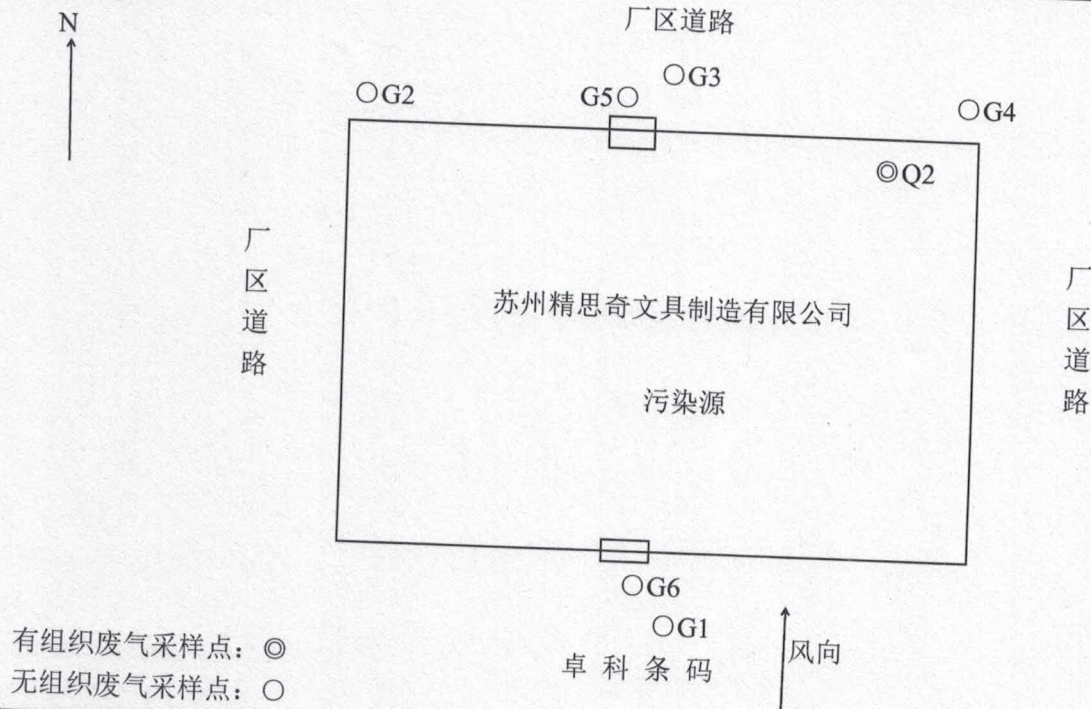 N
厂区道路
G3
G2
G5
G4
Q2
厂区道路
苏州精思奇文具制造有限公司
厂区道路
污染源
G6
G1
有组织废气采样点：◎
无组织废气采样点：○
卓科条码
风向